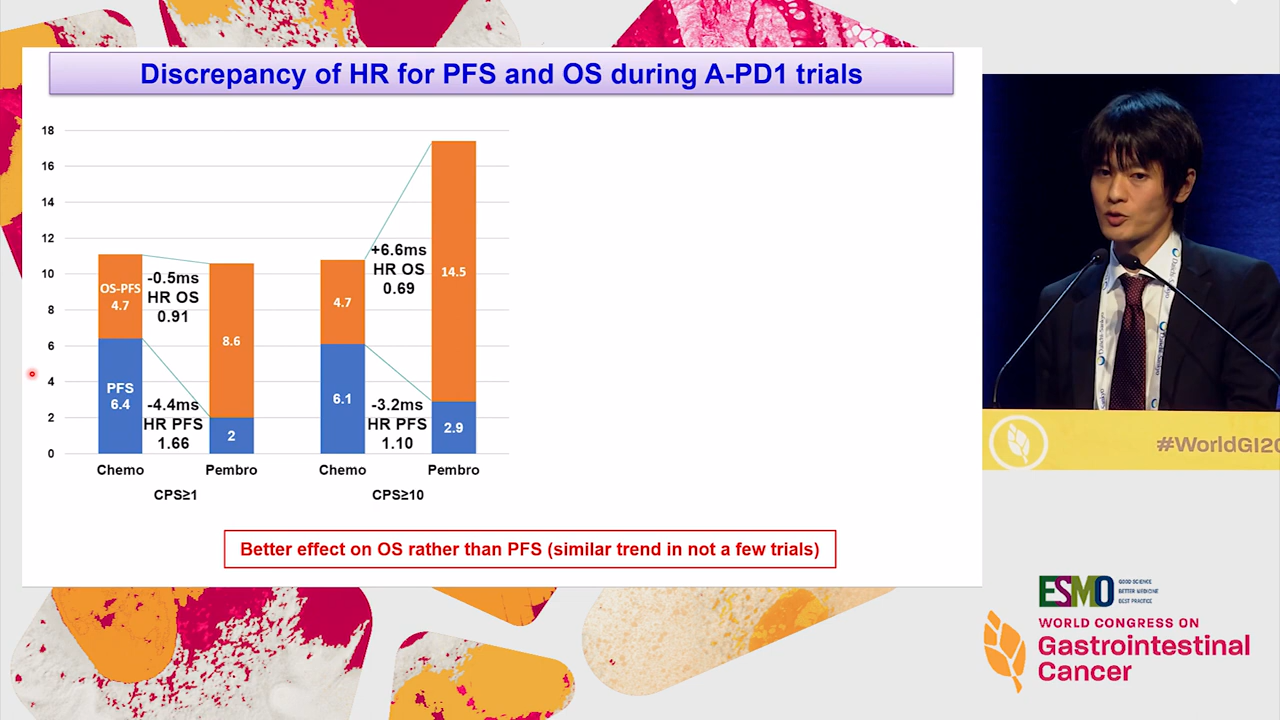 Discrepancy of HR for PFS and OS during A-PD1 trials
18
16
14
12
10
8
6
4
2
0
OS-PFS
4.7
-0.5ms
HR OS
0.91
8.6
PFS
6.4
-4.4ms
HR PFS
1.66
2
4.7
+6.6ms
HR OS
0.69
14.5
6.1
-3.2ms
HR PFS
1.10
2.9
Chemo
Pembro
Chemo
Pembro
CPS≥1
CPS≥10
Better effect on OS rather than PFS (similar trend in not a few trials)
Daiichi-Sankyo
#WorldGI20
ESMO
GOOD SCIENCE
BETTER MEDICINE
BEST PRACTICE
WORLD CONGRESS ON
Gastrointestinal
Cancer